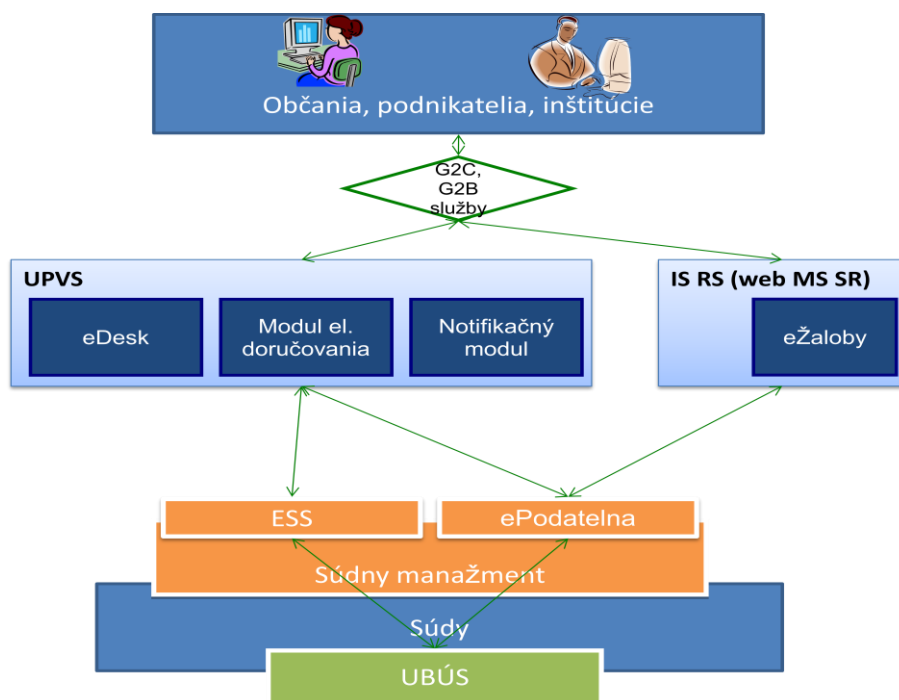 Občania, podnikatelia, inštitúcie
G2C,
G2B
služby
UPVS
eDesk
Modul el.
doručovania
Notifikačný
modul
IS RS (web MS SR)
eŽaloby
ESS
ePodatelna
Súdny manažment
Súdy
UBÚS